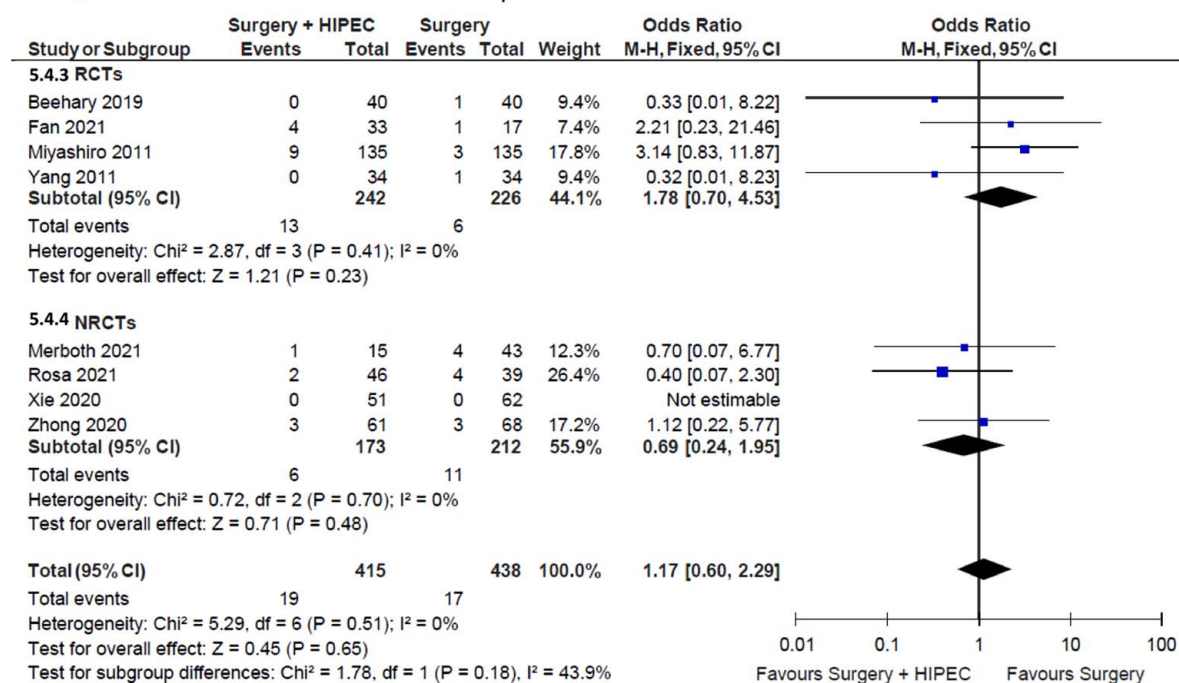 Surgery + HIPEC Surgery Odds Ratio Odds Ratio
Study or Subgroup Events Total Events Total Weight M-H, Fixed, 95% CI M-H, Fixed, 95% CI
5.4.3 RCTs
Beehary 2019 0 40 1 40 9.4% 0.33 [0.01, 8.22]
Fan 2021 4 33 1 17 7.4% 2.21 [0.23, 21.46]
Miyashiro 2011 9 135 3 135 17.8% 3.14 [0.83, 11.87]
Yang 2011 0 34 1 34 9.4% 0.32 [0.01, 8.23]
Subtotal (95% CI) 242 226 44.1% 1.78 [0.70, 4.53]
Total events 13 6
Heterogeneity: Chi² = 2.87, df = 3 (P = 0.41); I² = 0%
Test for overall effect: Z = 1.21 (P = 0.23)
5.4.4 NRCTs
Merboth 2021 1 15 4 43 12.3% 0.70 [0.07, 6.77]
Rosa 2021 2 46 4 39 26.4% 0.40 [0.07, 2.30]
Xie 2020 0 51 0 62 Not estimable
Zhong 2020 3 61 3 68 17.2% 1.12 [0.22, 5.77]
Subtotal (95% CI) 173 212 55.9% 0.69 [0.24, 1.95]
Total events 6 11
Heterogeneity: Chi² = 0.72, df = 2 (P = 0.70); I² = 0%
Test for overall effect: Z = 0.71 (P = 0.48)
Total (95% CI) 415 438 100.0% 1.17 [0.60, 2.29]
Total events 19 17
Heterogeneity: Chi² = 5.29, df = 6 (P = 0.51); I² = 0%
Test for overall effect: Z = 0.45 (P = 0.65)
Test for subgroup differences: Chi² = 1.78, df = 1 (P = 0.18), I² = 43.9%
0.01 0.1 1 10 100
Favours Surgery + HIPEC Favours Surgery